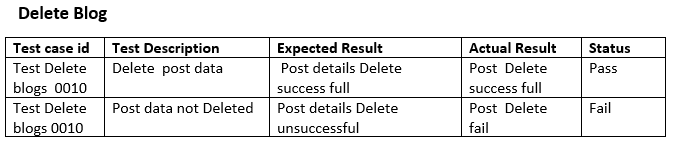 Delete Blog
Test case id Test Description Expected Result Actual Result Status
Test Delete Delete post data Post details Delete Post Delete Pass
blogs 0010 success full success full
Test Delete Post data not Deleted Post details Delete Post Delete Fail
blogs 0010 unsuccessful fail